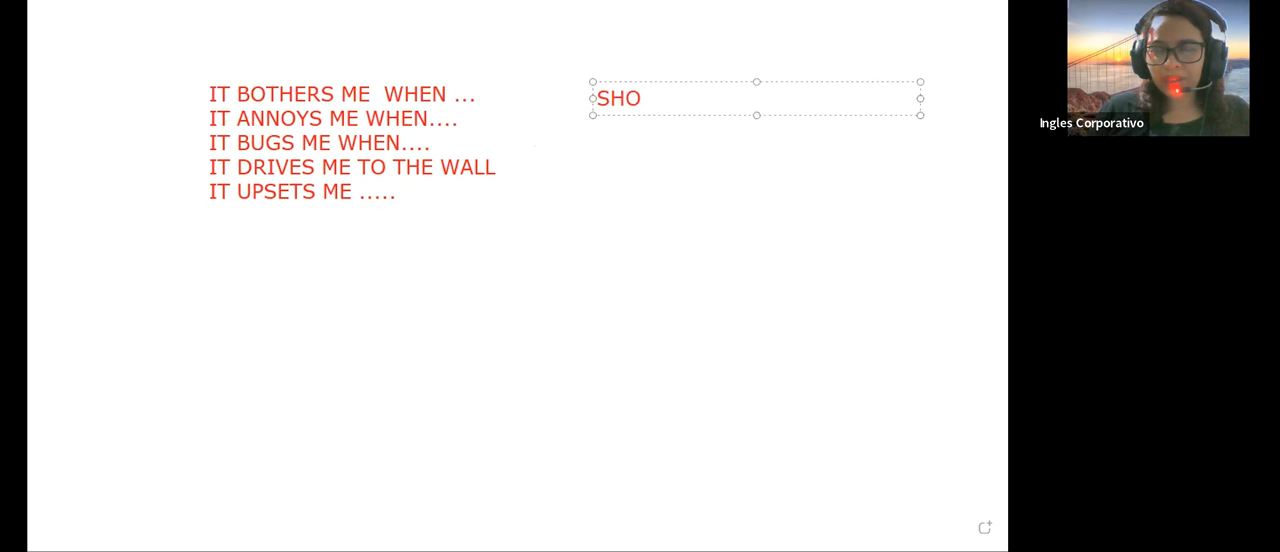 IT BOTHERS ME  WHEN ...
IT ANNOYS ME WHEN....
IT BUGS ME WHEN....
IT DRIVES ME TO THE WALL
IT UPSETS ME .....
SHO
Ingles Corporativo